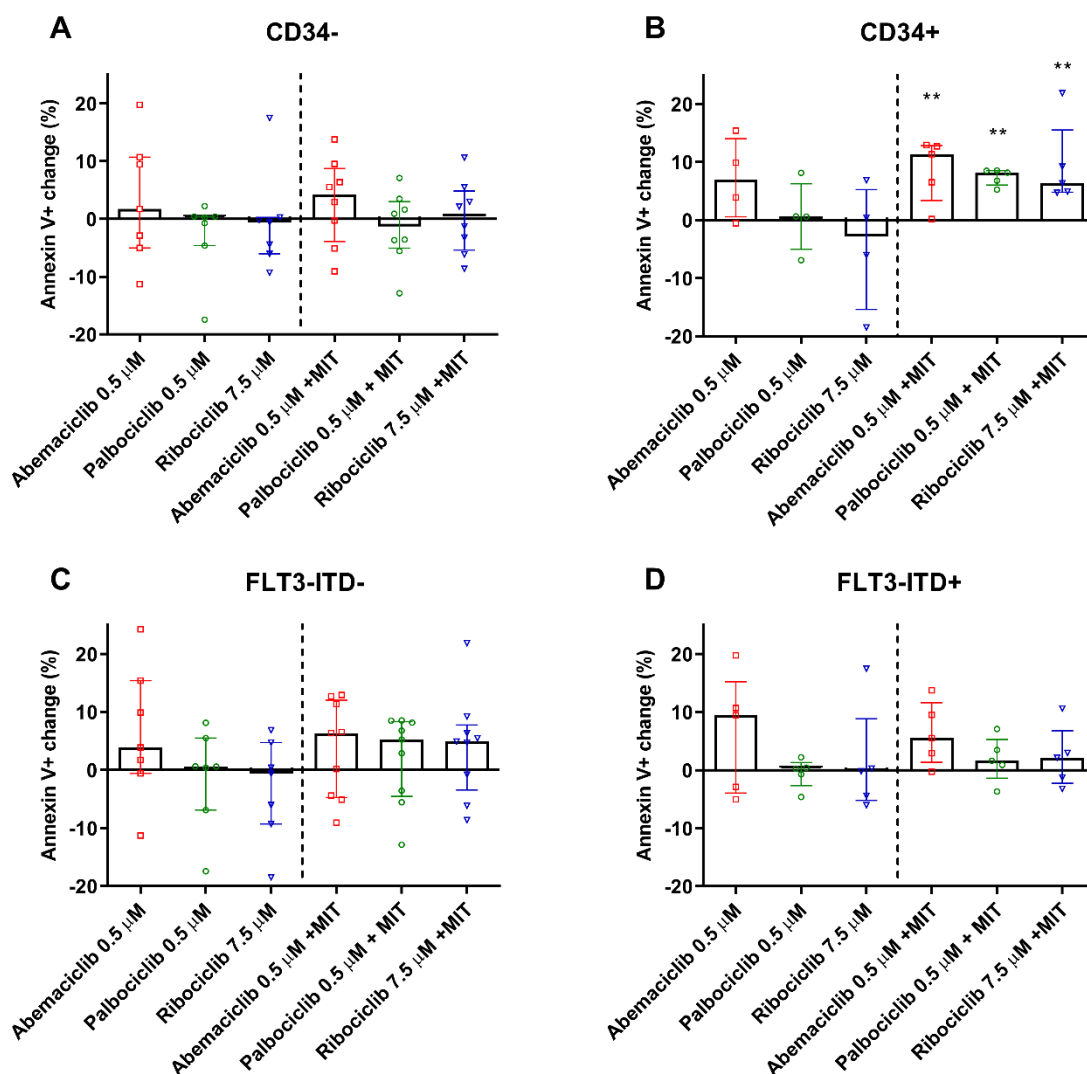 A
CD34-
Annexin V+ change (%)
20
10
0
-10
-20
Abemaciclib 0.5 μM
Palbociclib 0.5 μM
Ribociclib 7.5 μM
Abemaciclib 0.5 μM +MIT
Palbociclib 0.5 μM + MIT
Ribociclib 7.5 μM +MIT
B
CD34+
Annexin V+ change (%)
20
10
0
-10
-20
**
**
**
Abemaciclib 0.5 μM
Palbociclib 0.5 μM
Ribociclib 7.5 μM
Abemaciclib 0.5 μM +MIT
Palbociclib 0.5 μM + MIT
Ribociclib 7.5 μM +MIT
C
FLT3-ITD-
Annexin V+ change (%)
20
10
0
-10
-20
Abemaciclib 0.5 μM
Palbociclib 0.5 μM
Ribociclib 7.5 μM
Abemaciclib 0.5 μM +MIT
Palbociclib 0.5 μM + MIT
Ribociclib 7.5 μM +MIT
D
FLT3-ITD+
Annexin V+ change (%)
20
10
0
-10
-20
Abemaciclib 0.5 μM
Palbociclib 0.5 μM
Ribociclib 7.5 μM
Abemaciclib 0.5 μM +MIT
Palbociclib 0.5 μM + MIT
Ribociclib 7.5 μM +MIT